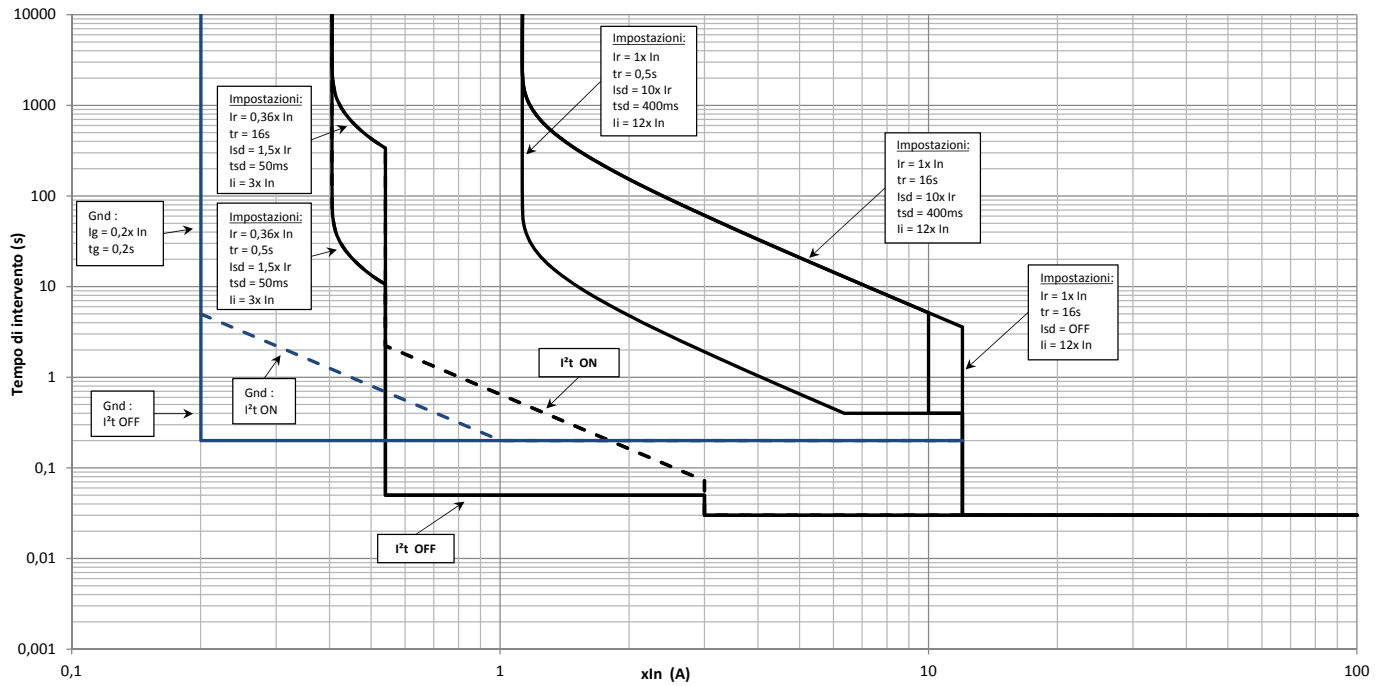 10000
1000
100
10
1
0,1
0,01
0,001
Tempo di intervento (s)
0,1
1
10
100
xIn (A)
Impostazioni:
Ir = 0,36x In
tr = 16s
Isd = 1,5x Ir
tsd = 50ms
Ii = 3x In
Gnd :
Ig = 0,2x In
tg = 0,2s
Impostazioni:
Ir = 0,36x In
tr = 0,5s
Isd = 1,5x Ir
tsd = 50ms
Ii = 3x In
Impostazioni:
Ir = 1x In
tr = 0,5s
Isd = 10x Ir
tsd = 400ms
Ii = 12x In
Impostazioni:
Ir = 1x In
tr = 16s
Isd = 10x Ir
tsd = 400ms
Ii = 12x In
Impostazioni:
Ir = 1x In
tr = 16s
Isd = OFF
Ii = 12x In
Gnd :
I²t OFF
Gnd :
I²t ON
I²t ON
I²t OFF